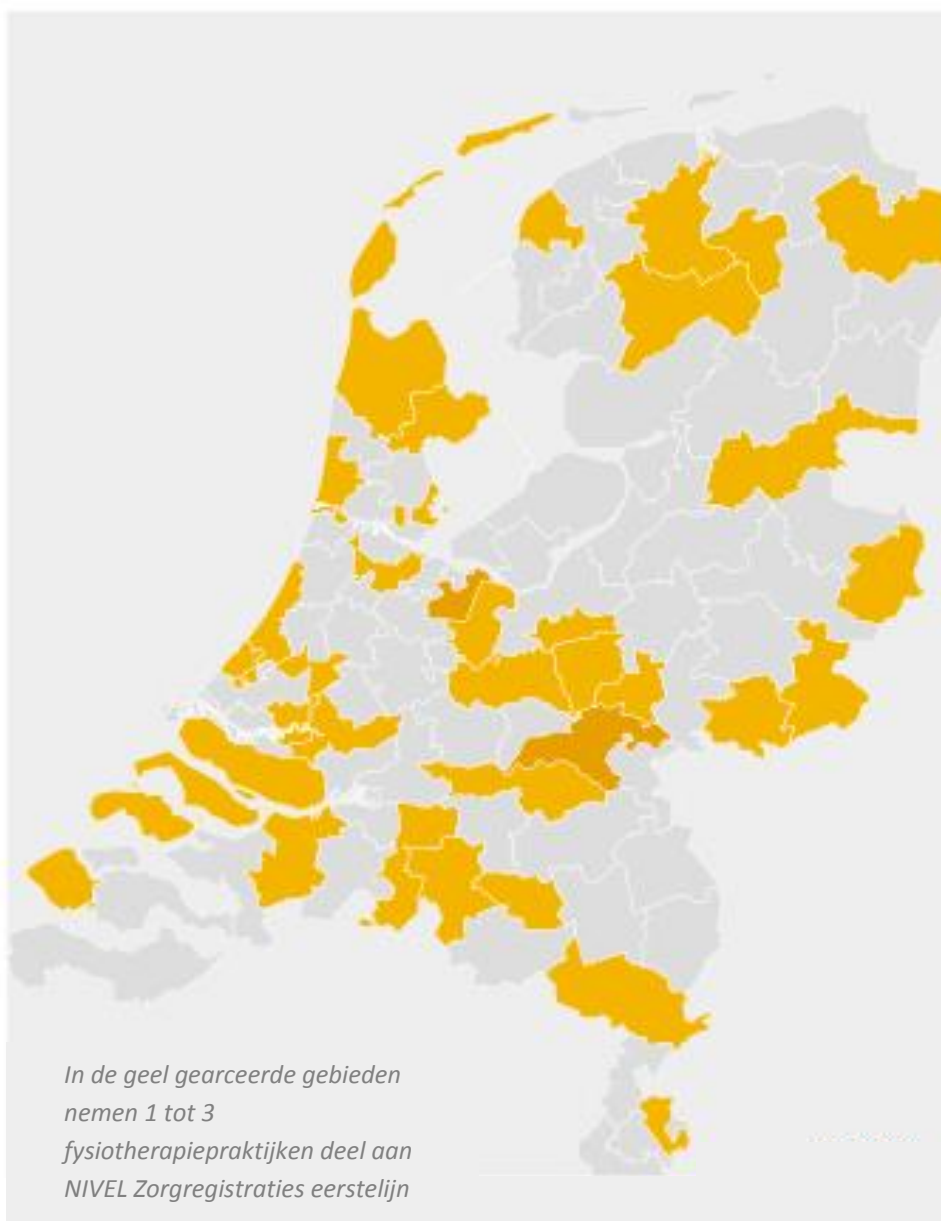 In de geel gearceerde gebieden
nemen 1 tot 3
fysiotherapiepraktijken deel aan
NIVEL Zorgregistraties eerstelijn